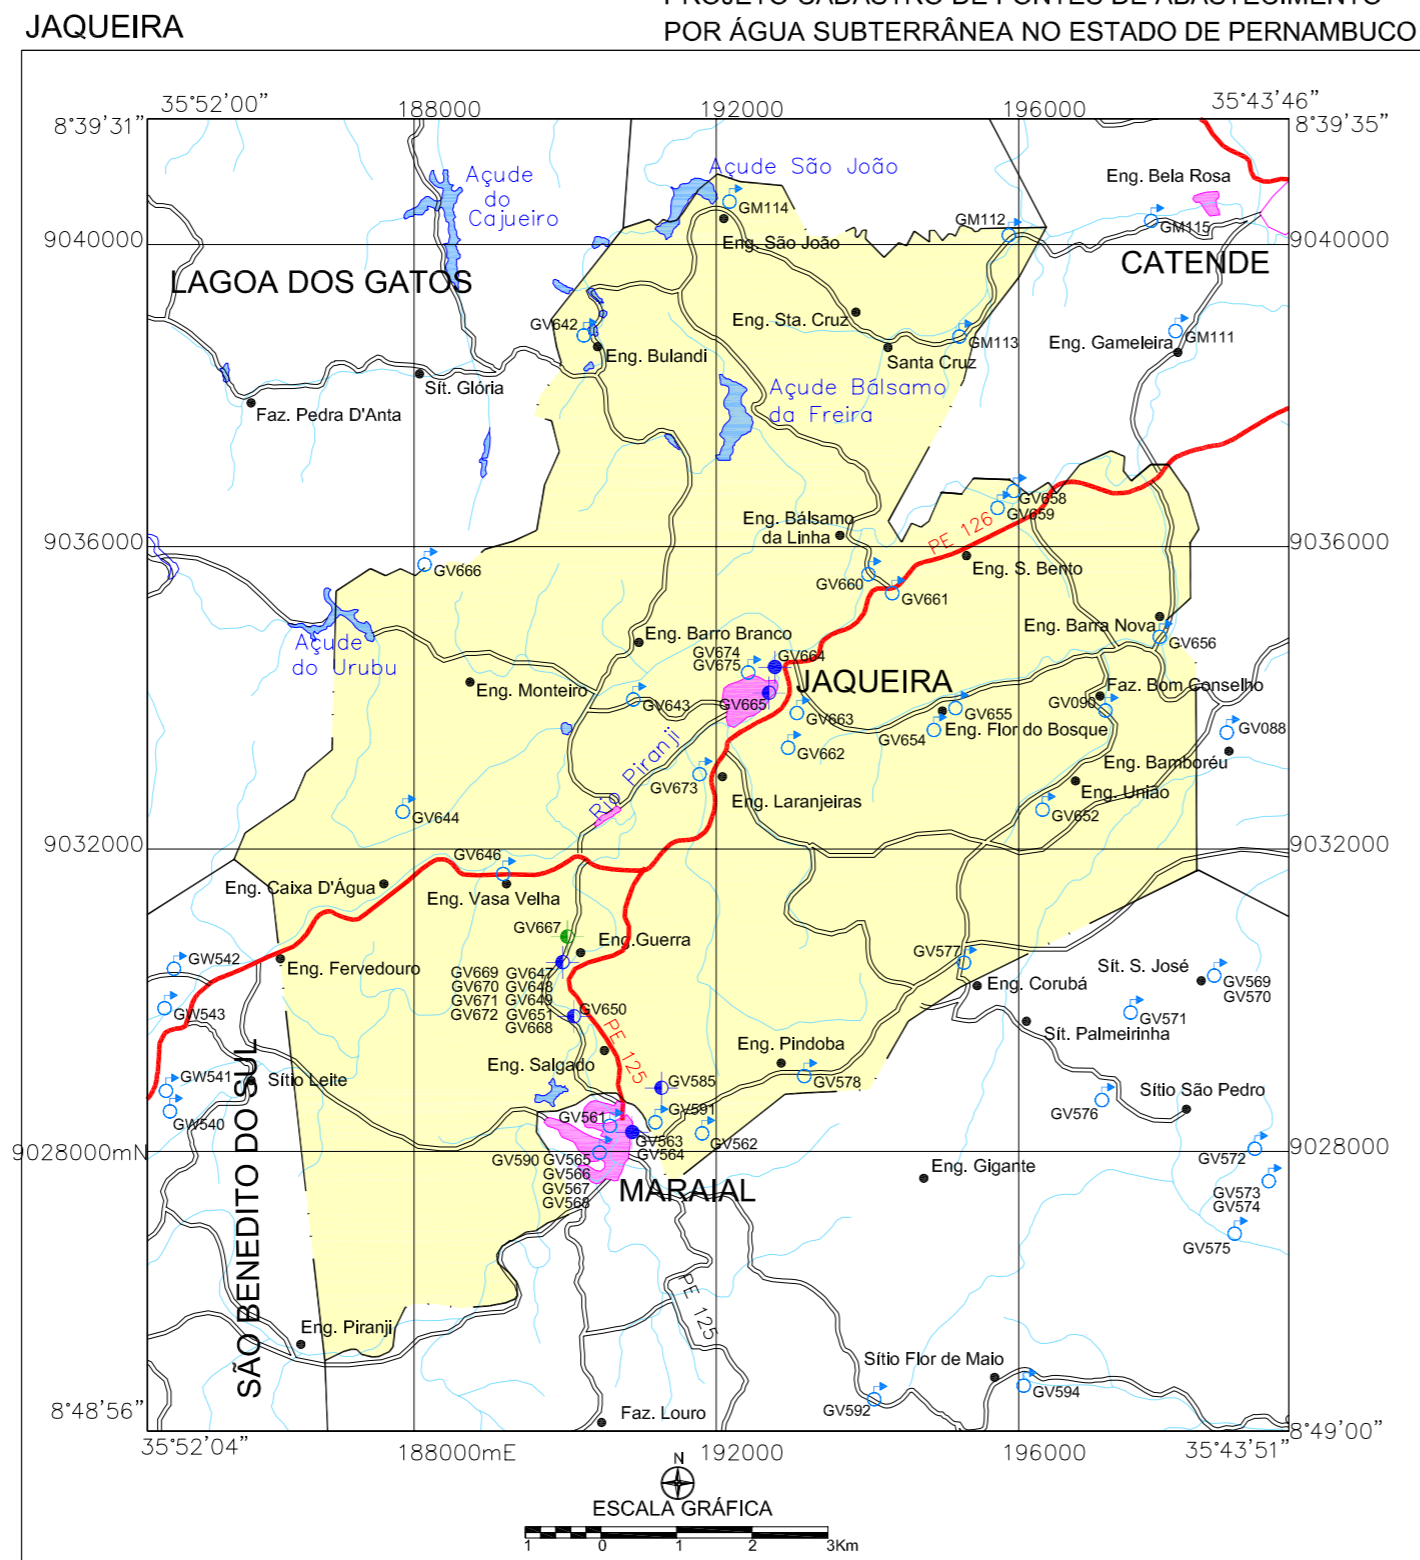 PROJETO CADASTRO DE FONTES DE ABASTECIMENTO
JAQUEIRA
POR ÁGUA SUBTERRÂNEA NO ESTADO DE PERNAMBUCO
35°52'00"
188000
192000
196000
35°43'46"
8°39'31"
8°39'35"
Açude
do
Cajueiro
Açude São João
Eng. Bela Rosa
GM114
GM112
GM115
9040000
Eng. São João
9040000
CATENDE
LAGOA DOS GATOS
GV642
Eng. Sta. Cruz
GM113
GM111
Eng. Gameleira
Eng. Bulandi
Santa Cruz
Sít. Glória
Açude Bálsamo
da Freira
Faz. Pedra D'Anta
GV658
GV659
Eng. Bálsamo
da Linha
PE 126
9036000
9036000
GV666
Eng. S. Bento
GV660
GV661
Eng. Barra Nova
GV656
Açude
do Urubu
Eng. Barro Branco
GV674
GV675
GV664
JAQUEIRA
Eng. Monteiro
Faz. Bom Conselho
GV643
GV665
GV663
GV655
GV090
GV654
Eng. Flor do Bosque
GV088
GV662
Rio Piranji
Eng. Bamboréu
GV673
Eng. União
Eng. Laranjeiras
GV644
GV652
9032000
9032000
GV646
Eng. Caixa D'Água
Eng. Vasa Velha
GV667
Eng.Guerra
GV577
GW542
Eng. Fervedouro
GV669 GV647
GV670 GV648
GV671 GV649
GV672 GV651
GV668
Sít. S. José
GV569
GV570
Eng. Corubá
GW543
GV650
GV571
Sít. Palmeirinha
PE 125
Eng. Salgado
Eng. Pindoba
GW541
Sítio Leite
GV585
GV578
Sítio São Pedro
GW540
GV561
GV591
GV576
GV563
GV564
GV562
9028000mN
9028000
GV590 GV565
GV566
GV567
GV568
GV572
Eng. Gigante
MARAIAL
GV573
GV574
GV575
SÃO BENEDITO DO SUL
PE 125
Eng. Piranji
Sítio Flor de Maio
GV594
GV592
Faz. Louro
8°48'56"
8°49'00"
35°52'04"
188000mE
192000
196000
35°43'51"
N
ESCALA GRÁFICA
1 0 1 2 3Km